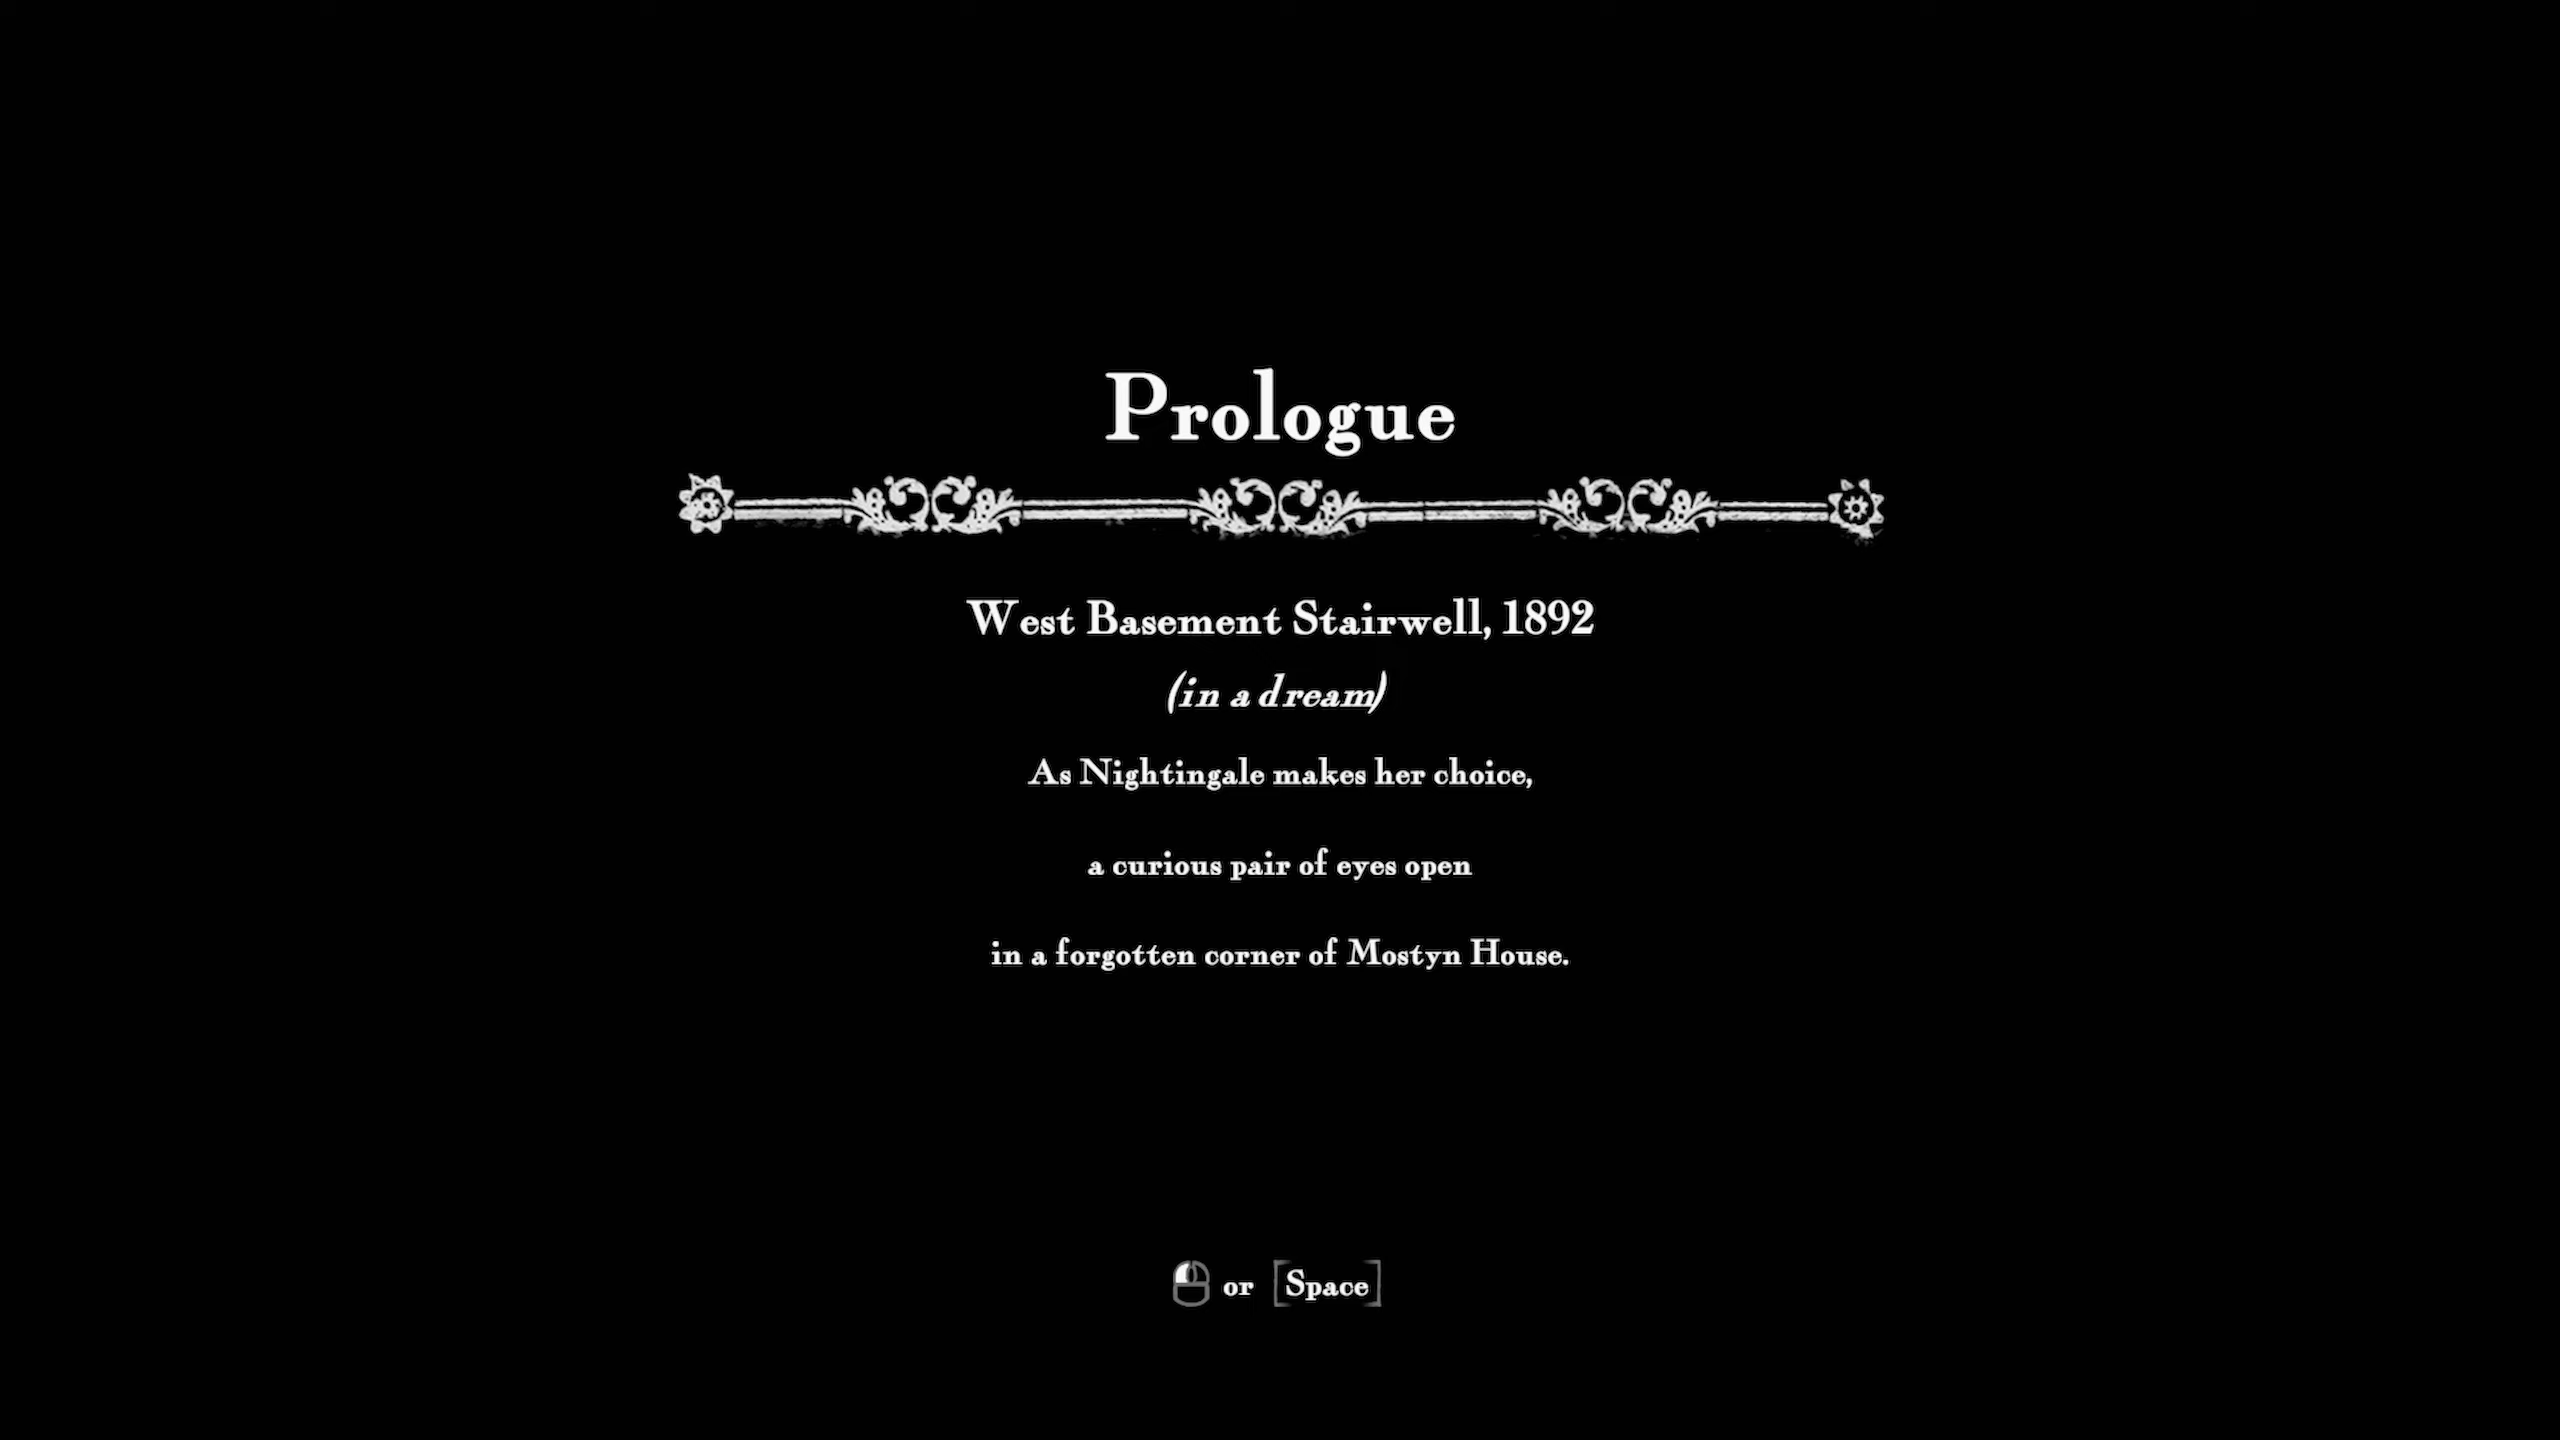 Prologue
West Basement Stairwell, 1892
(in a dream)
As Nightingale makes her choice,
a curious pair of eyes open
in a forgotten corner of Mostyn House.
or [Space]